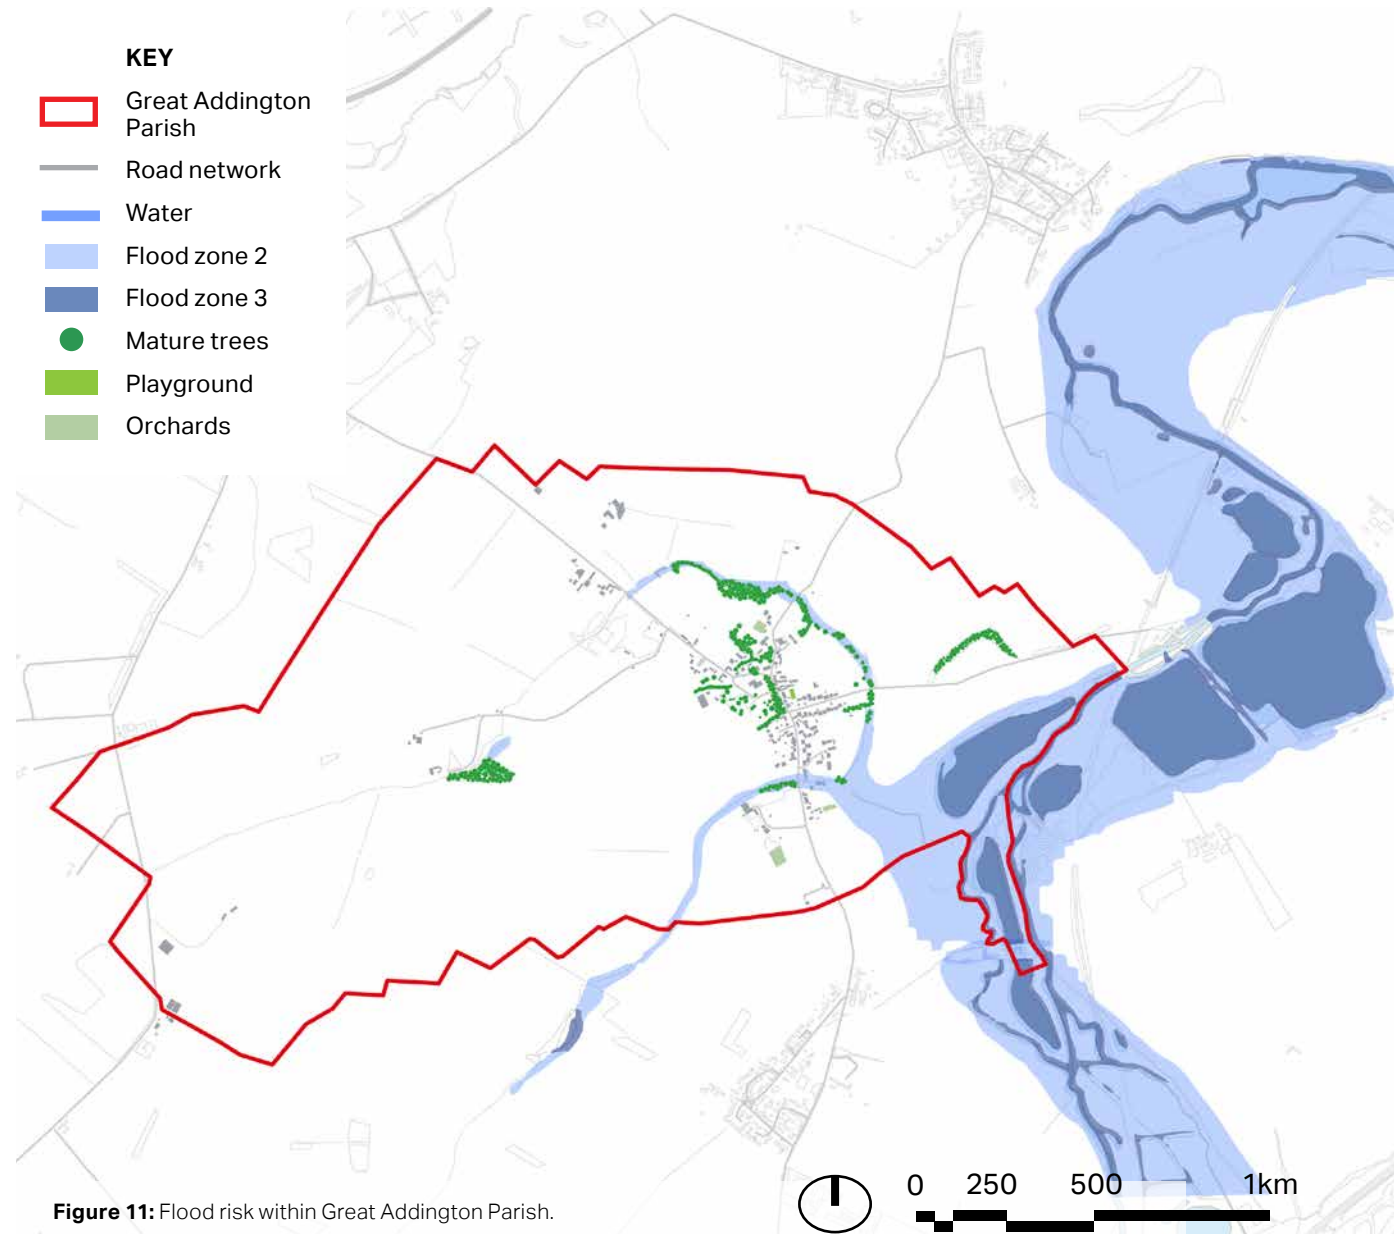 KEY
Great Addington
Parish
Road network
Water
Flood zone 2
Flood zone 3
Mature trees
Playground
Orchards
0 250 500 1km
Figure 11: Flood risk within Great Addington Parish.